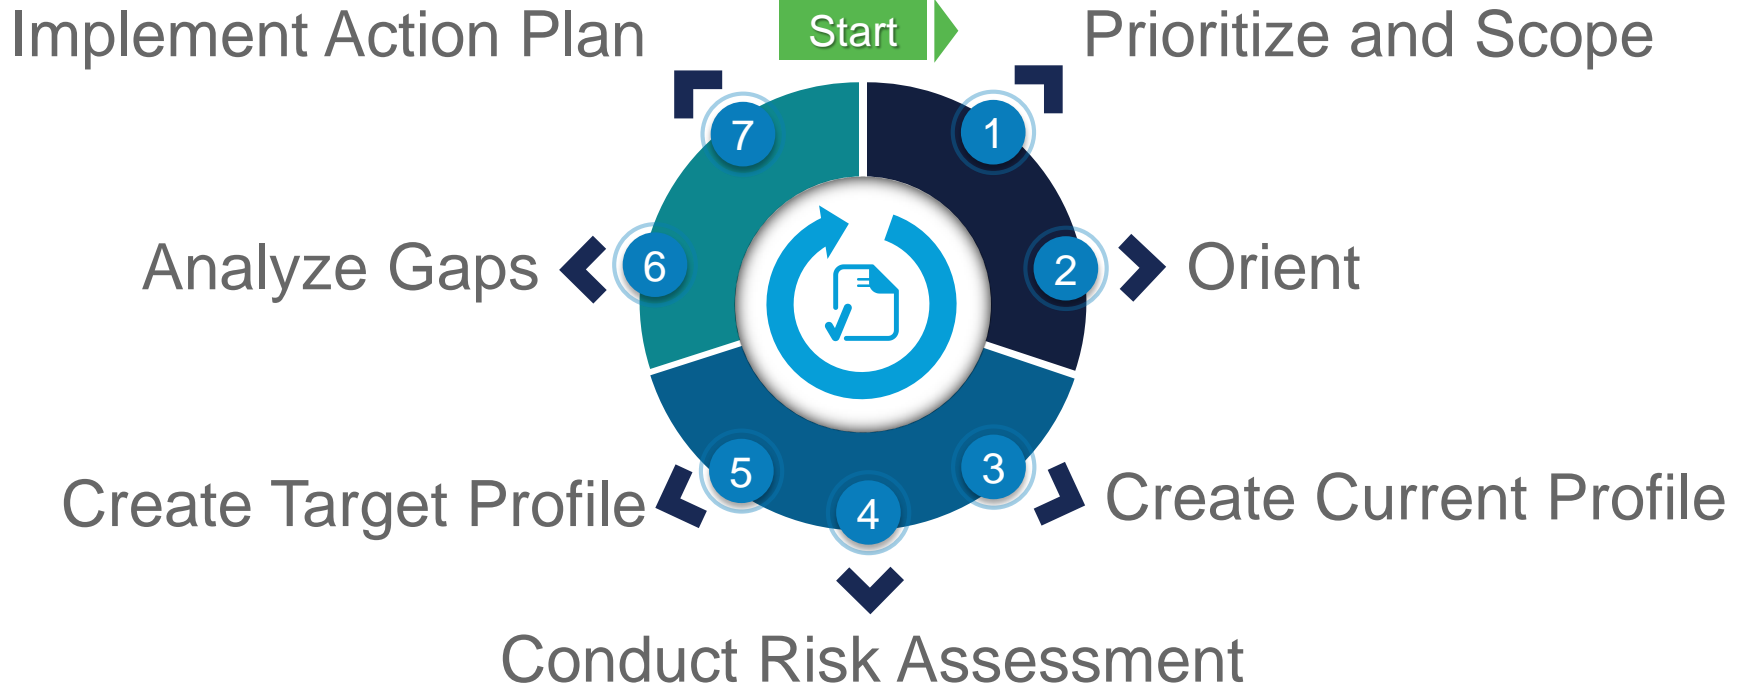 Implement Action Plan
Start
Prioritize and Scope
7
1
Analyze Gaps
6
2
Orient
Create Target Profile
5
4
3
Create Current Profile
Conduct Risk Assessment